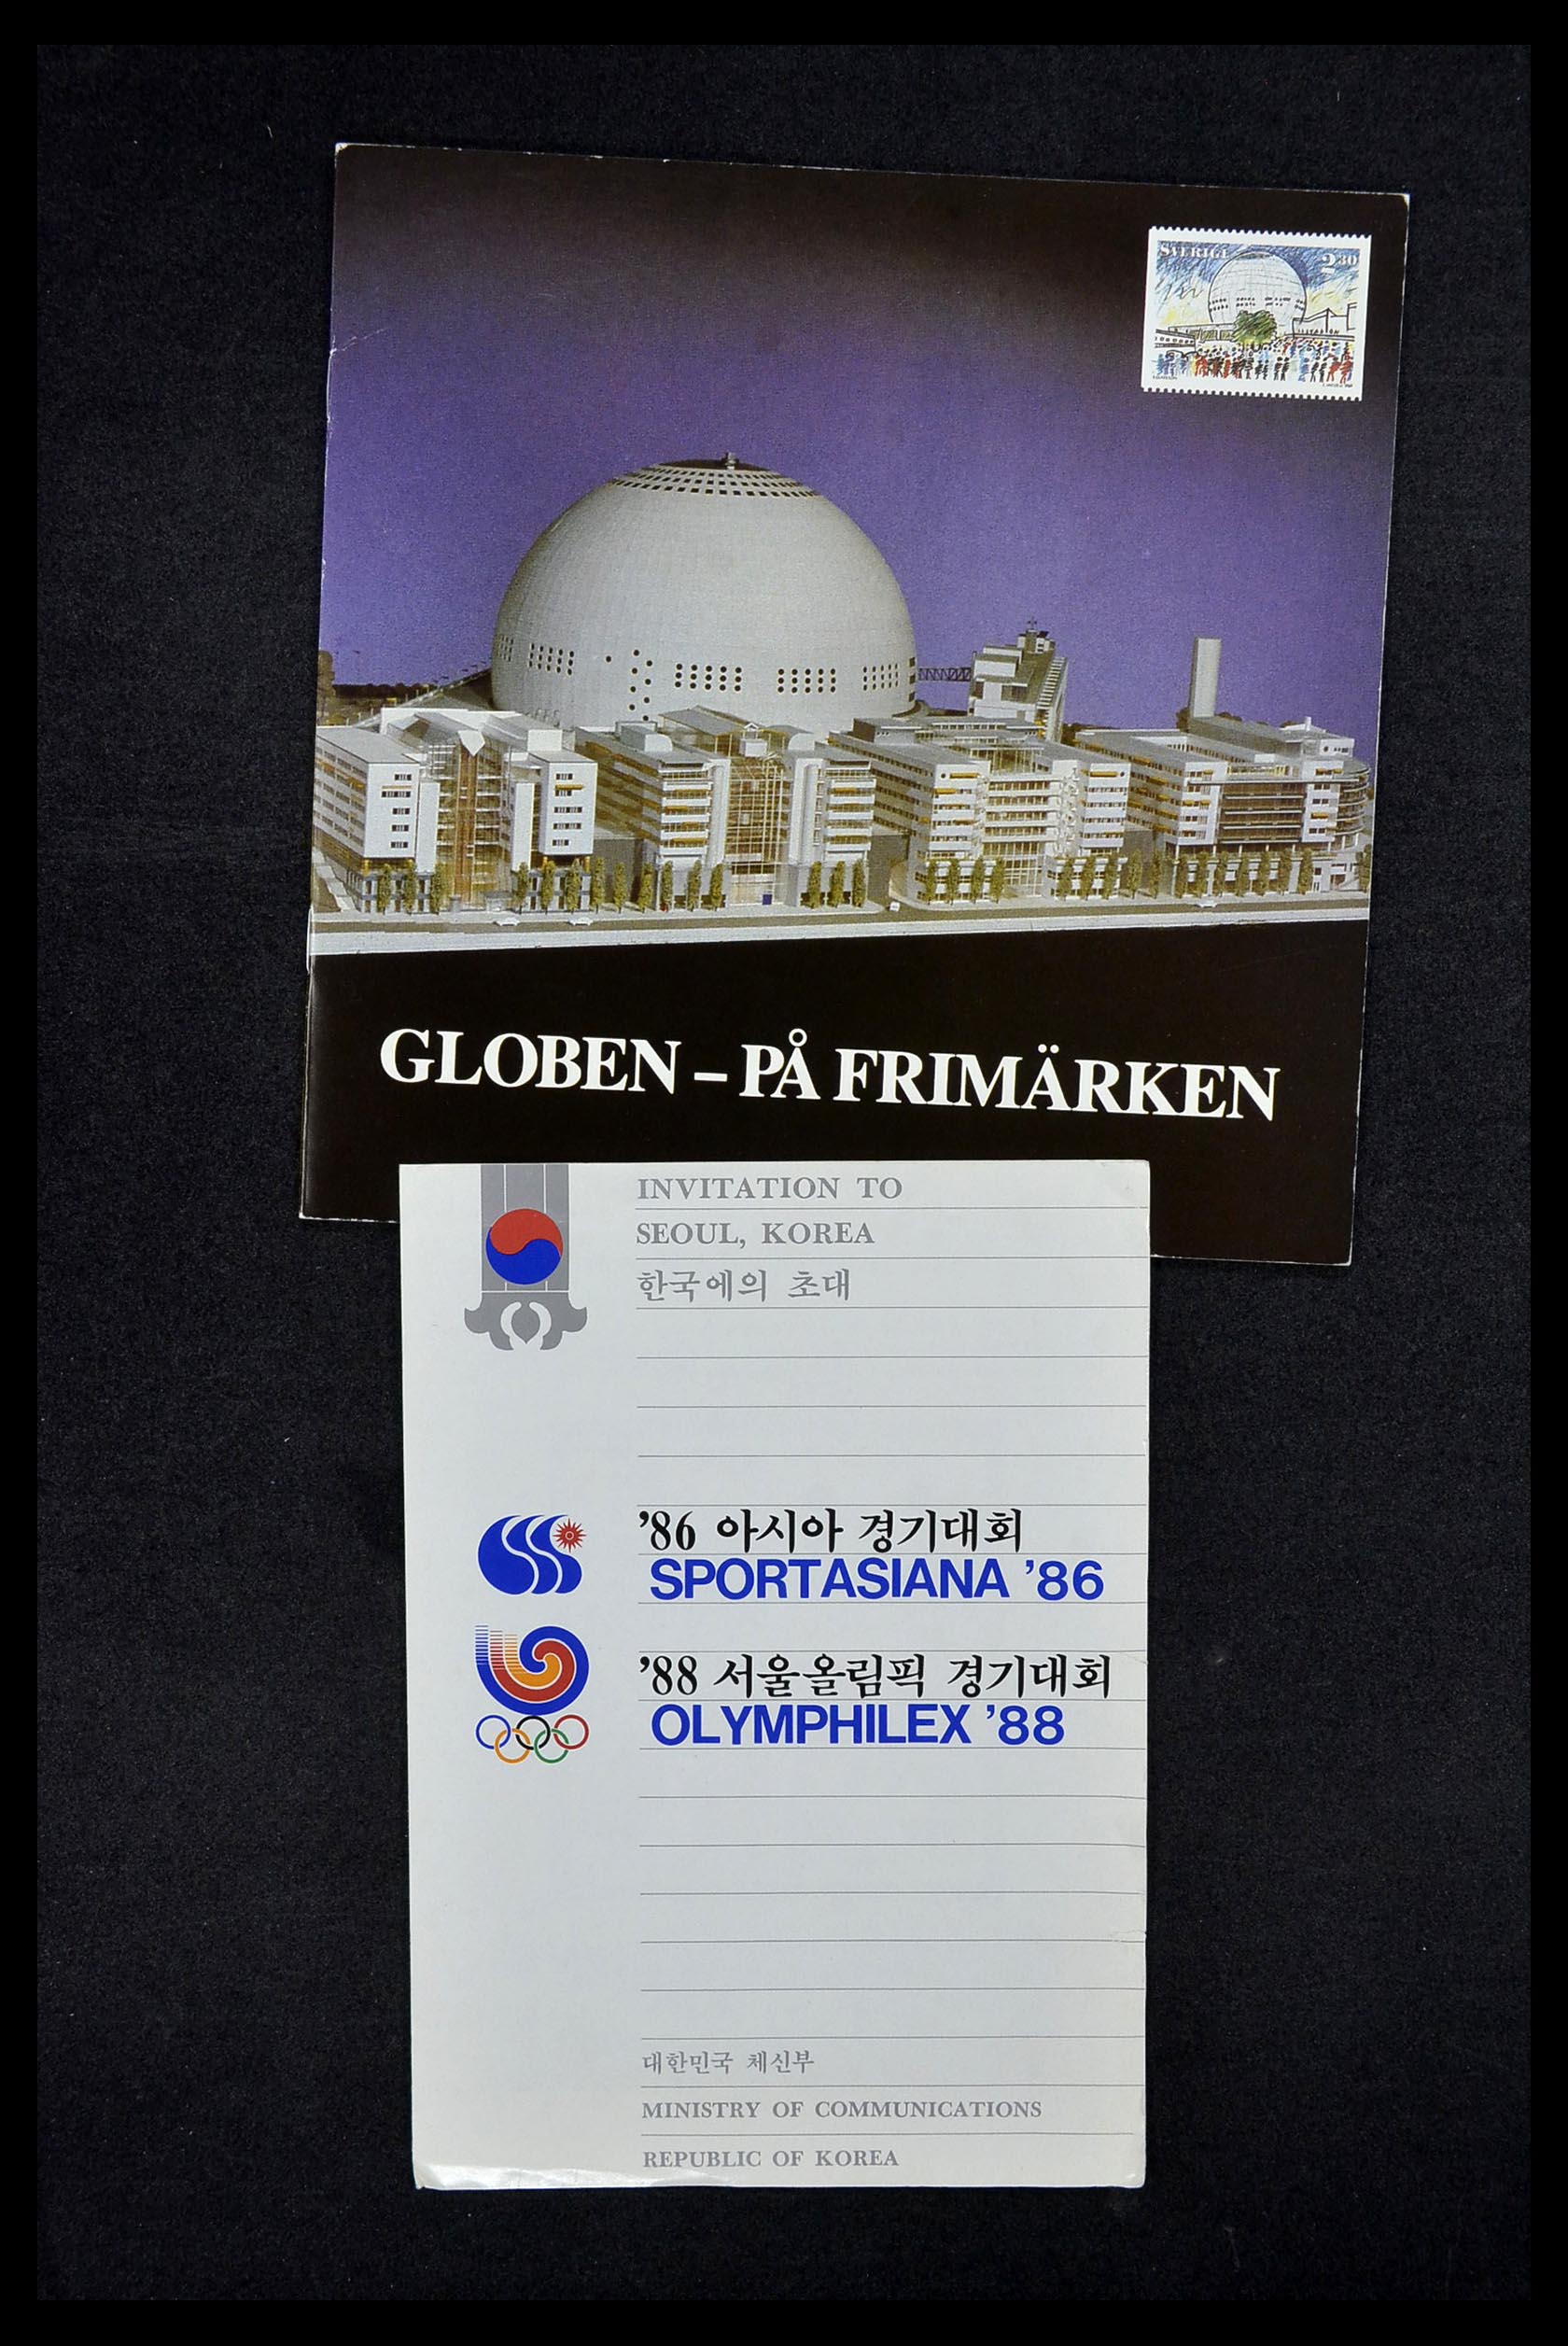 SVERIGE 2³⁰
GLOBEN – PÅ FRIMÄRKEN
INVITATION TO
SEOUL, KOREA
한국에의 초대
’86 아시아 경기대회
SPORTASIANA ’86
’88 서울올림픽 경기대회
OLYMPHILEX ’88
대한민국 체신부
MINISTRY OF COMMUNICATIONS
REPUBLIC OF KOREA